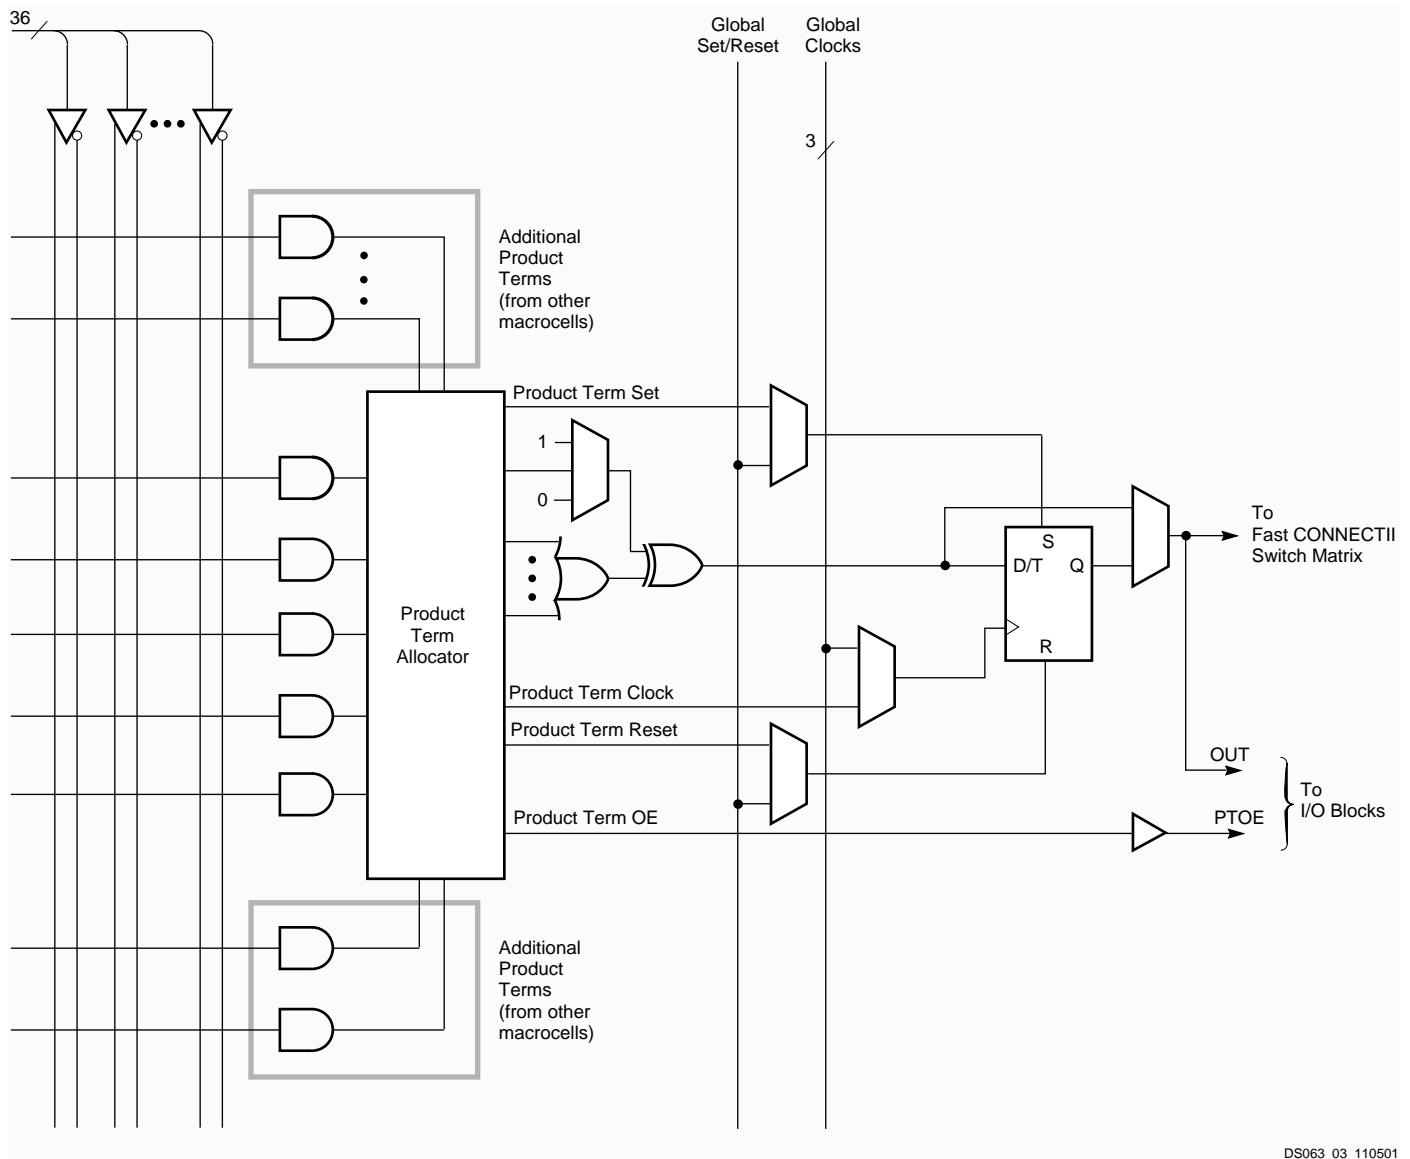 36
Global
Set/Reset
Global
Clocks
3
Additional
Product
Terms
(from other
macrocells)
Product Term Set
1
0
To
Fast CONNECTII
Switch Matrix
S
D/T Q
R
Product
Term
Allocator
Product Term Clock
Product Term Reset
OUT
To
I/O Blocks
Product Term OE
PTOE
Additional
Product
Terms
(from other
macrocells)
DS063_03_110501